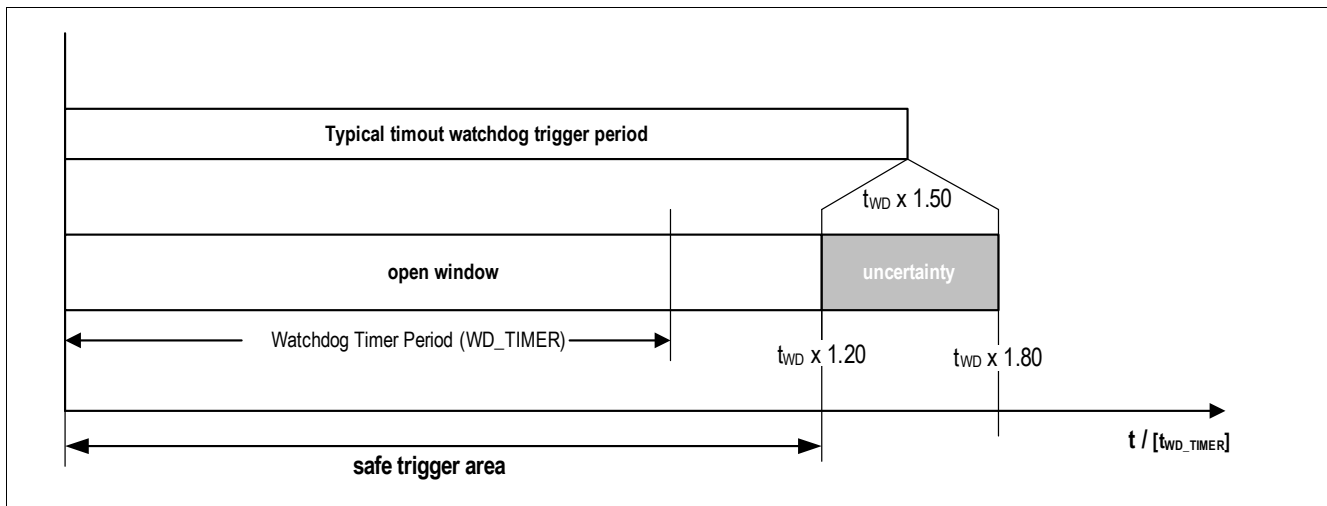 Typical timout watchdog trigger period
tWD x 1.50
open window
uncertainty
Watchdog Timer Period (WD_TIMER)
tWD x 1.20
tWD x 1.80
t / [tWD_TIMER]
safe trigger area